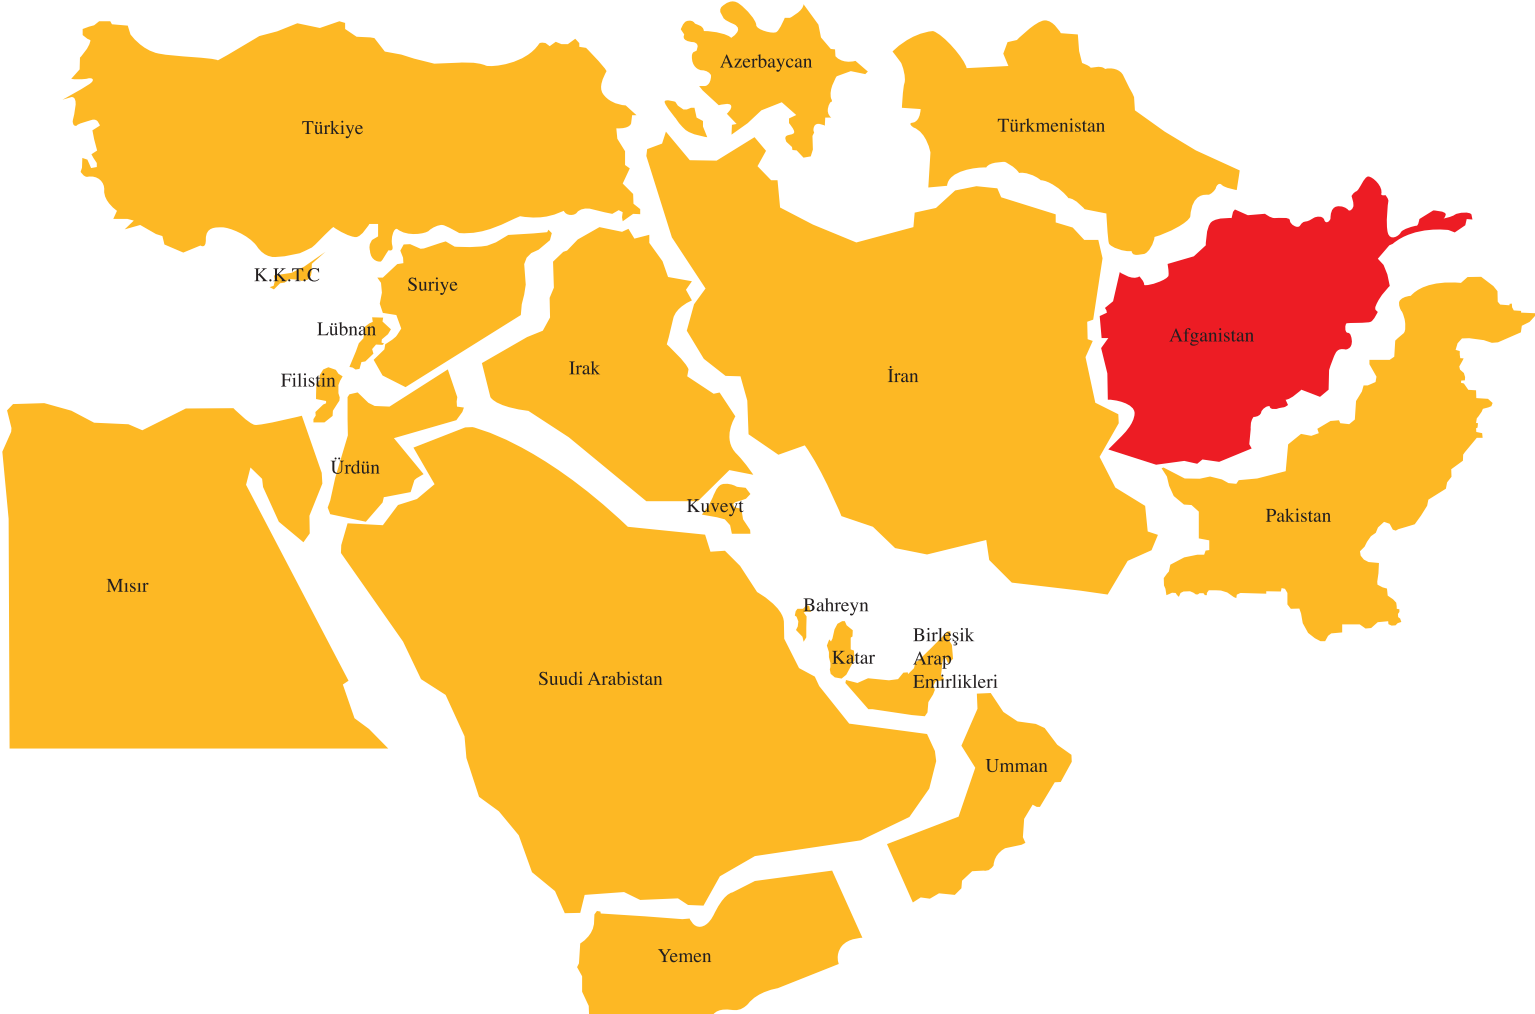 Azerbaycan
Türkiye
Türkmenistan
K.K.T.C
Suriye
Lübnan
Afganistan
Filistin
Irak
İran
Ürdün
Kuveyt
Pakistan
Mısır
Bahreyn
Birleşik
Arap
Emirlikleri
Katar
Suudi Arabistan
Umman
Yemen